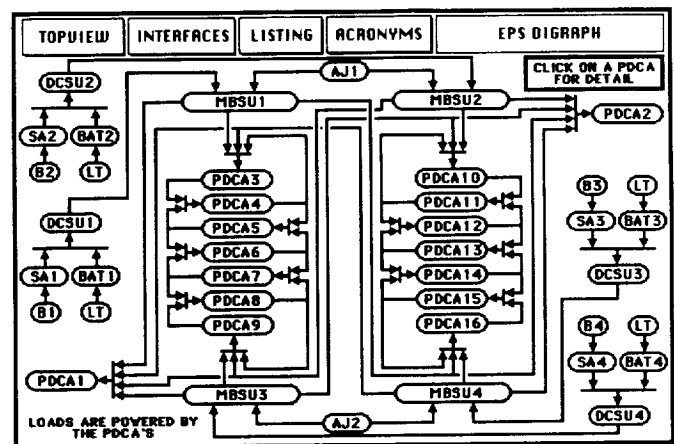 TOPVIEW INTERFACES LISTING ACRONYMS EPS DIGRAPH
CLICK ON A PDCA
FOR DETAIL
AJ1
DCSU2
MBSU1
MBSU2
PDCA2
SA2 BAT2
B2 LT
PDCA3
PDCA4
PDCA5
PDCA6
PDCA7
PDCA8
PDCA9
PDCA10
PDCA11
PDCA12
PDCA13
PDCA14
PDCA15
PDCA16
DCSU1
SA1 BAT1
B1 LT
B3 LT
SA3 BAT3
DCSU3
B4 LT
SA4 BAT4
DCSU4
PDCA1
MBSU3
MBSU4
AJ2
LOADS ARE POWERED BY
THE PDCA'S